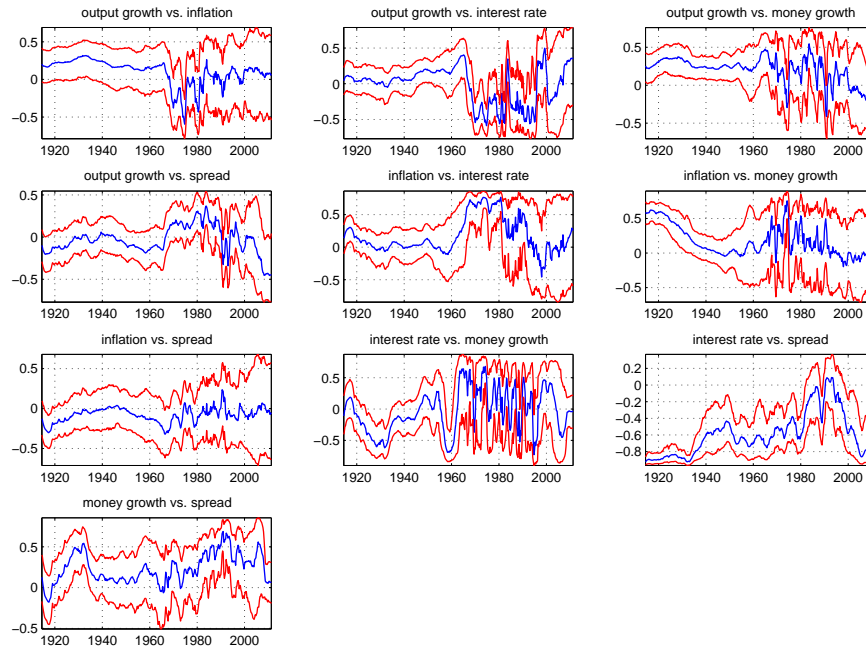 output growth vs. inflation
0.5
0
−0.5
1920 1940 1960 1980 2000
output growth vs. interest rate
0.5
0
−0.5
1920 1940 1960 1980 2000
output growth vs. money growth
0.5
0
−0.5
1920 1940 1960 1980 2000
output growth vs. spread
0.5
0
−0.5
1920 1940 1960 1980 2000
inflation vs. interest rate
0.5
0
−0.5
1920 1940 1960 1980 2000
inflation vs. money growth
0.5
0
−0.5
1920 1940 1960 1980 2000
inflation vs. spread
0.5
0
−0.5
1920 1940 1960 1980 2000
interest rate vs. money growth
0.5
0
−0.5
1920 1940 1960 1980 2000
interest rate vs. spread
0.2
0
−0.2
−0.4
−0.6
−0.8
1920 1940 1960 1980 2000
money growth vs. spread
0.5
0
−0.5
1920 1940 1960 1980 2000